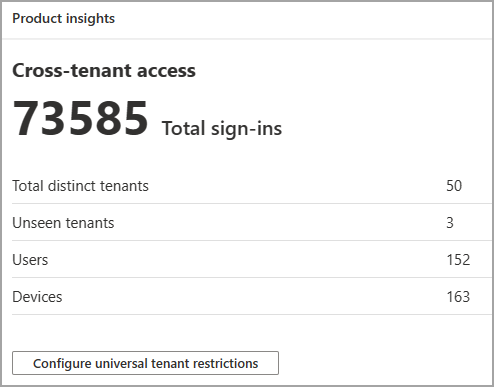 Product insights
Cross-tenant access
73585 Total sign-ins
Total distinct tenants 50
Unseen tenants 3
Users 152
Devices 163
Configure universal tenant restrictions